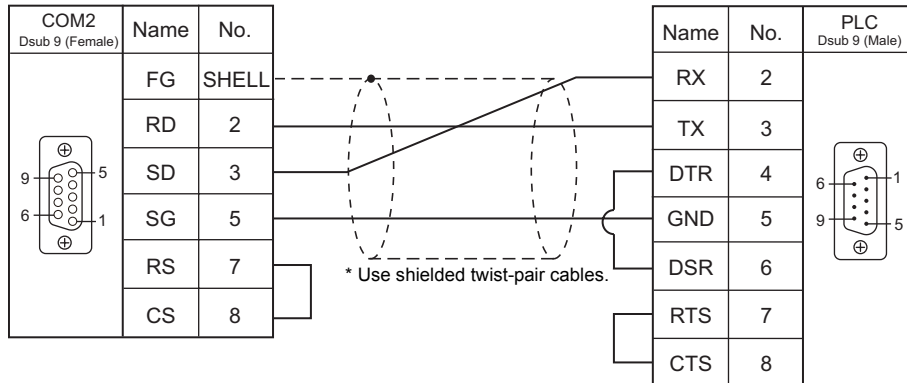 COM2
Dsub 9 (Female)
Name No.
FG SHELL
RD 2
SD 3
SG 5
RS 7
CS 8
9 5
6 1
* Use shielded twist-pair cables.
Name No.
PLC
Dsub 9 (Male)
RX 2
TX 3
DTR 4
GND 5
DSR 6
RTS 7
CTS 8
6 1
9 5